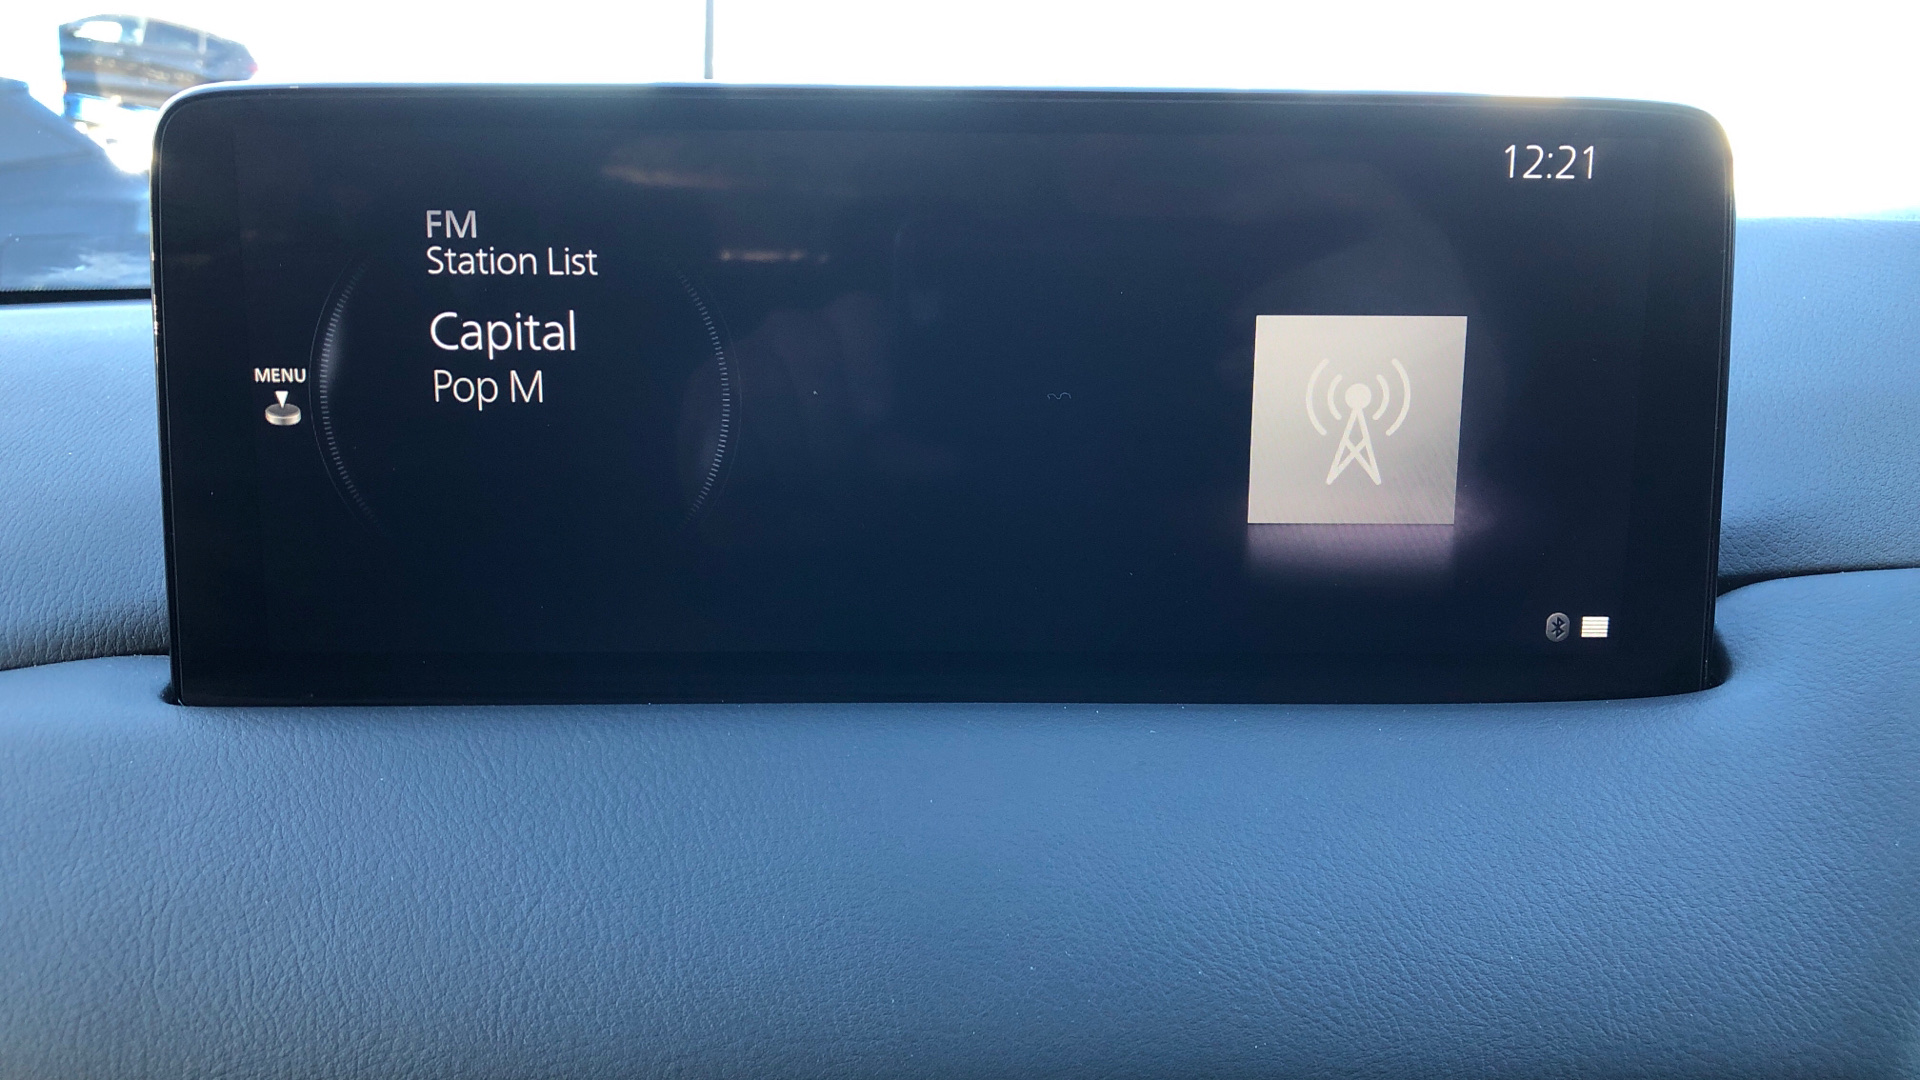 12:21
FM
Station List
Capital
Pop M
MENU